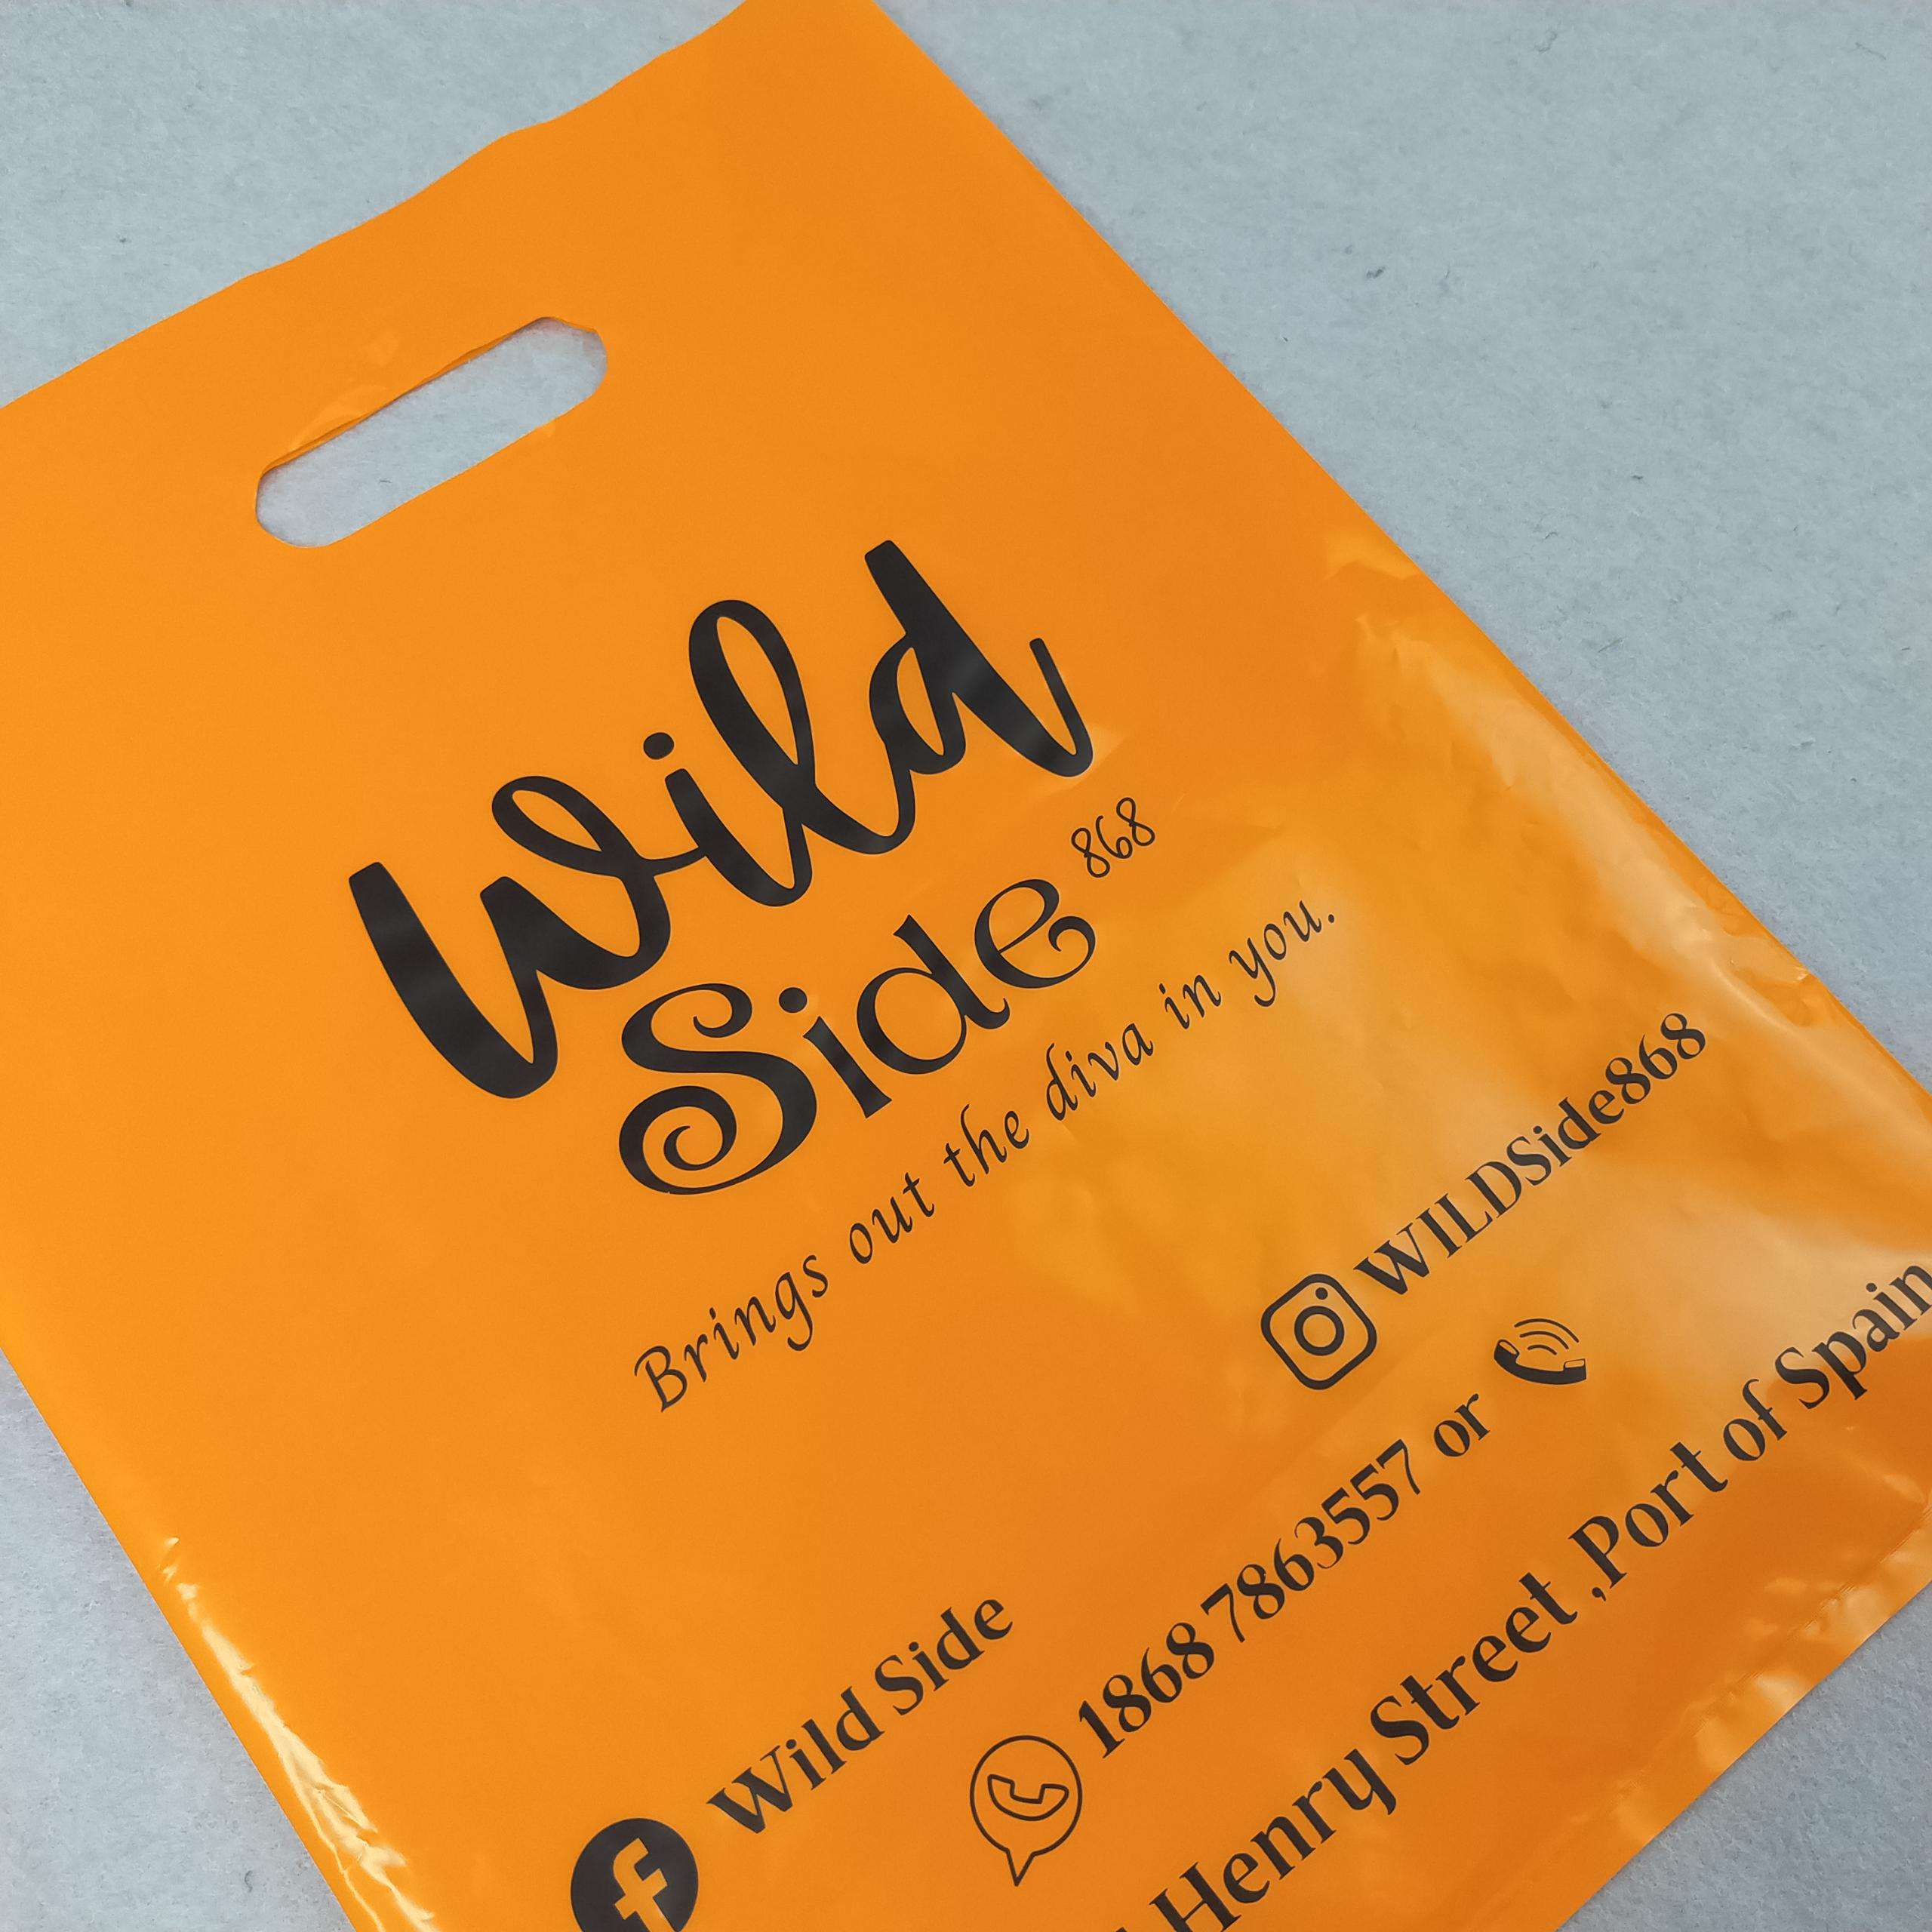 Wild
Side 868
Brings out the diva in you.
Wild Side WILDSide868
1868 7863557 or
Henry Street ,Port of Spain